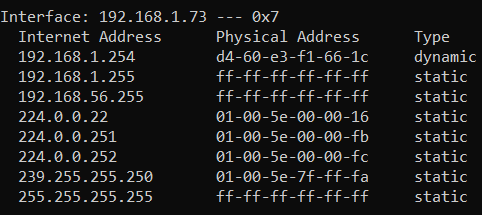 Interface: 192.168.1.73 --- 0x7
  Internet Address      Physical Address      Type
  192.168.1.254         d4-60-e3-f1-66-1c     dynamic
  192.168.1.255         ff-ff-ff-ff-ff-ff     static
  192.168.56.255        ff-ff-ff-ff-ff-ff     static
  224.0.0.22            01-00-5e-00-00-16     static
  224.0.0.251           01-00-5e-00-00-fb     static
  224.0.0.252           01-00-5e-00-00-fc     static
  239.255.255.250       01-00-5e-7f-ff-fa     static
  255.255.255.255       ff-ff-ff-ff-ff-ff     static